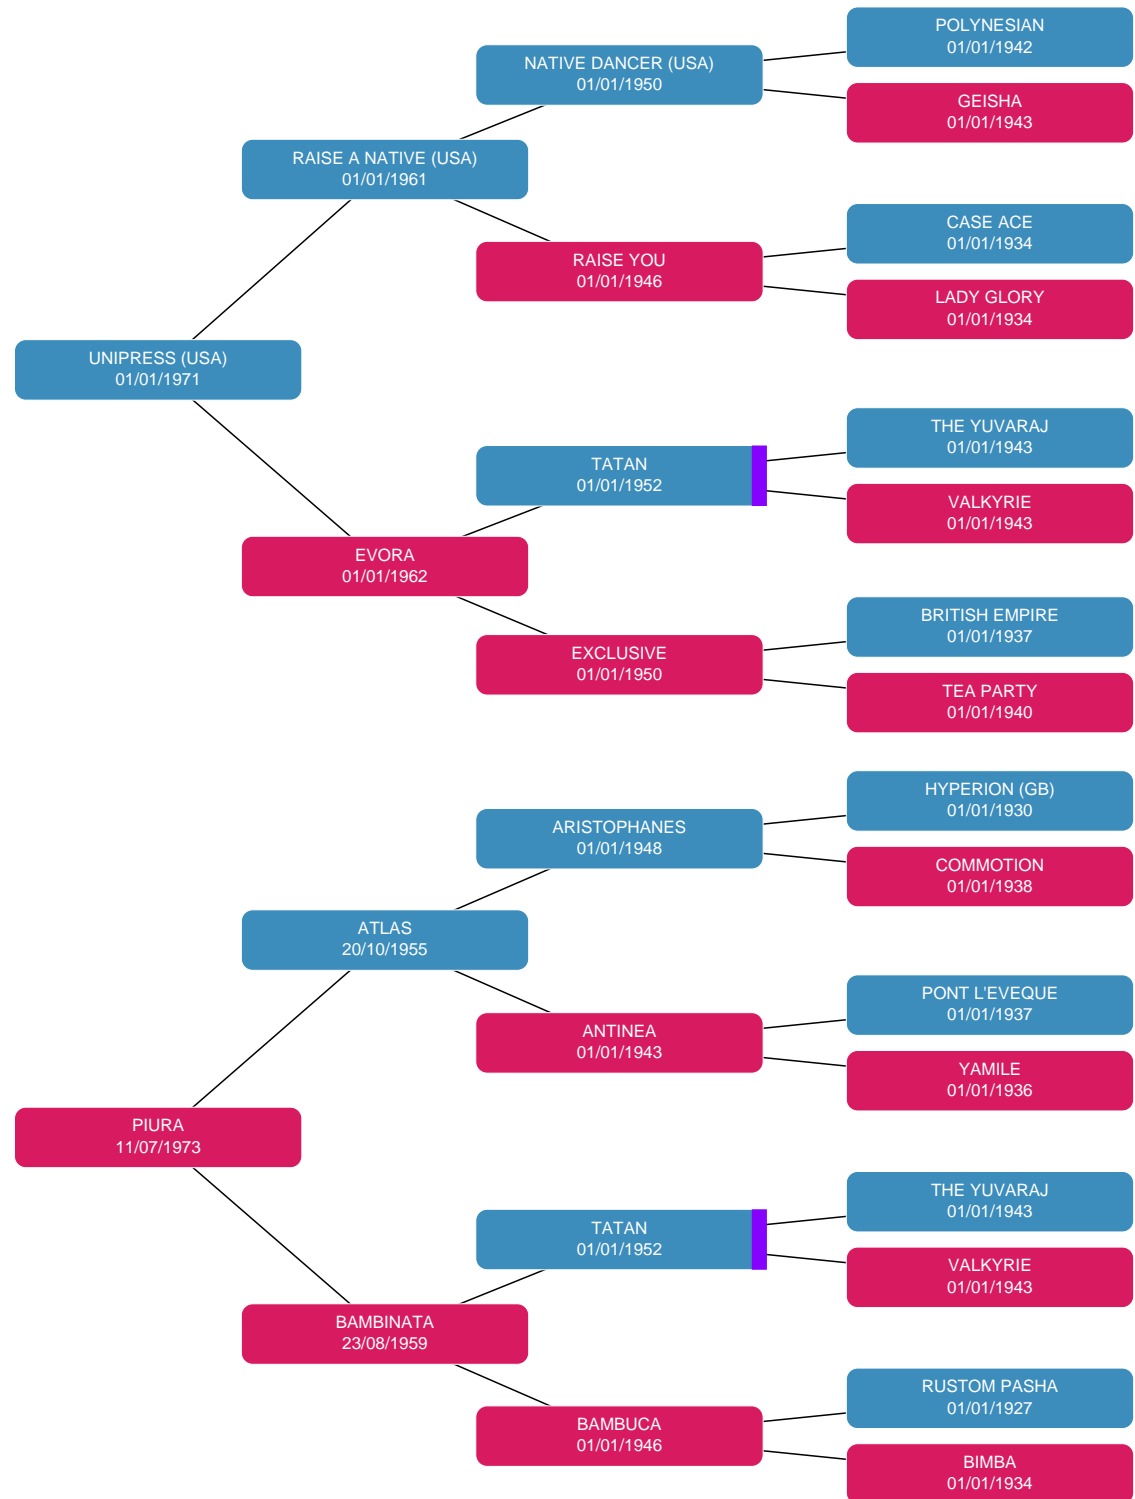 POLYNESIAN
01/01/1942
NATIVE DANCER (USA)
01/01/1950
GEISHA
01/01/1943
RAISE A NATIVE (USA)
01/01/1961
CASE ACE
01/01/1934
RAISE YOU
01/01/1946
LADY GLORY
01/01/1934
UNIPRESS (USA)
01/01/1971
THE YUVARAJ
01/01/1943
TATAN
01/01/1952
VALKYRIE
01/01/1943
EVORA
01/01/1962
BRITISH EMPIRE
01/01/1937
EXCLUSIVE
01/01/1950
TEA PARTY
01/01/1940
HYPERION (GB)
01/01/1930
ARISTOPHANES
01/01/1948
COMMOTION
01/01/1938
ATLAS
20/10/1955
PONT L'EVEQUE
01/01/1937
ANTINEA
01/01/1943
YAMILE
01/01/1936
PIURA
11/07/1973
THE YUVARAJ
01/01/1943
TATAN
01/01/1952
VALKYRIE
01/01/1943
BAMBINATA
23/08/1959
RUSTOM PASHA
01/01/1927
BAMBUCA
01/01/1946
BIMBA
01/01/1934